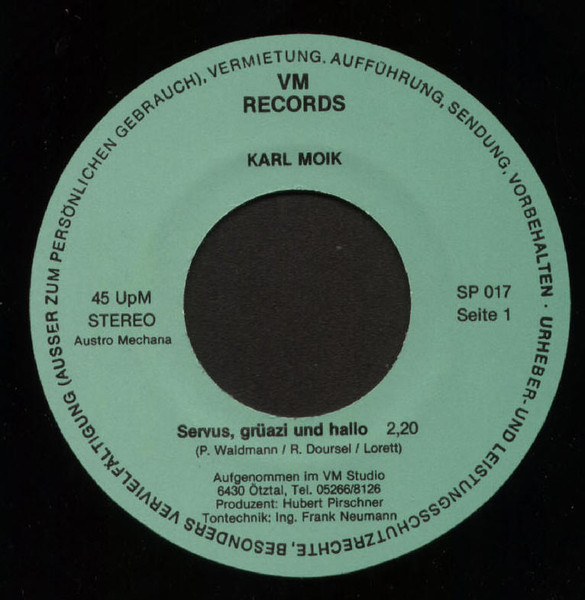 URHEBER- UND LEISTUNGSSCHUTZRECHTE, BESONDERS VERVIELFÄLTIGUNG (AUSSER ZUM PERSÖNLICHEN GEBRAUCH), VERMIETUNG. AUFFÜHRUNG, SENDUNG, VORBEHALTEN ·
VM
RECORDS
KARL MOIK
45 UpM
STEREO
Austro Mechana
SP 017
Seite 1
Servus, grüazi und hallo 2,20
(P. Waldmann / R. Doursel / Lorett)
Aufgenommen im VM Studio
6430 Ötztal, Tel. 05266/8126
Produzent: Hubert Pirschner
Tontechnik: Ing. Frank Neumann